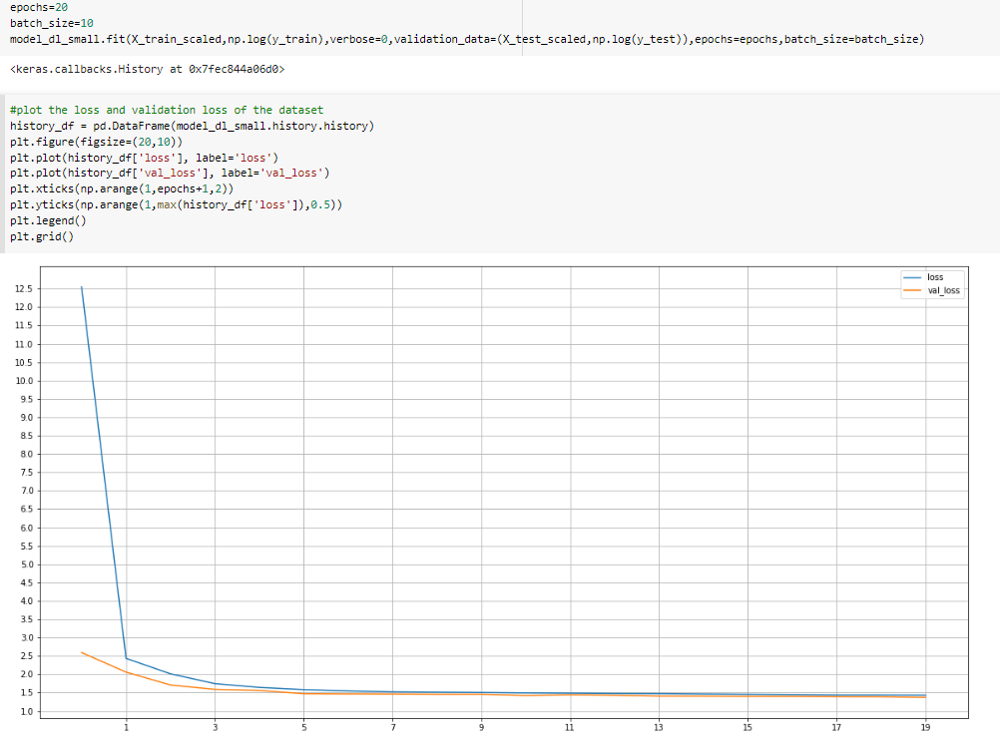 epochs=20
batch_size=10
model_dl_small.fit(X_train_scaled,np.log(y_train),verbose=0,validation_data=(X_test_scaled,np.log(y_test)),epochs=epochs,batch_size=batch_size)
<keras.callbacks.History at 0x7fec844a06d0>
#plot the loss and validation loss of the dataset
history_df = pd.DataFrame(model_dl_small.history.history)
plt.figure(figsize=(20,10))
plt.plot(history_df['loss'], label='loss')
plt.plot(history_df['val_loss'], label='val_loss')
plt.xticks(np.arange(1,epochs+1,2))
plt.yticks(np.arange(1,max(history_df['loss']),0.5))
plt.legend()
plt.grid()
loss
val_loss
12.5
12.0
11.5
11.0
10.5
10.0
9.5
9.0
8.5
8.0
7.5
7.0
6.5
6.0
5.5
5.0
4.5
4.0
3.5
3.0
2.5
2.0
1.5
1.0
1 3 5 7 9 11 13 15 17 19